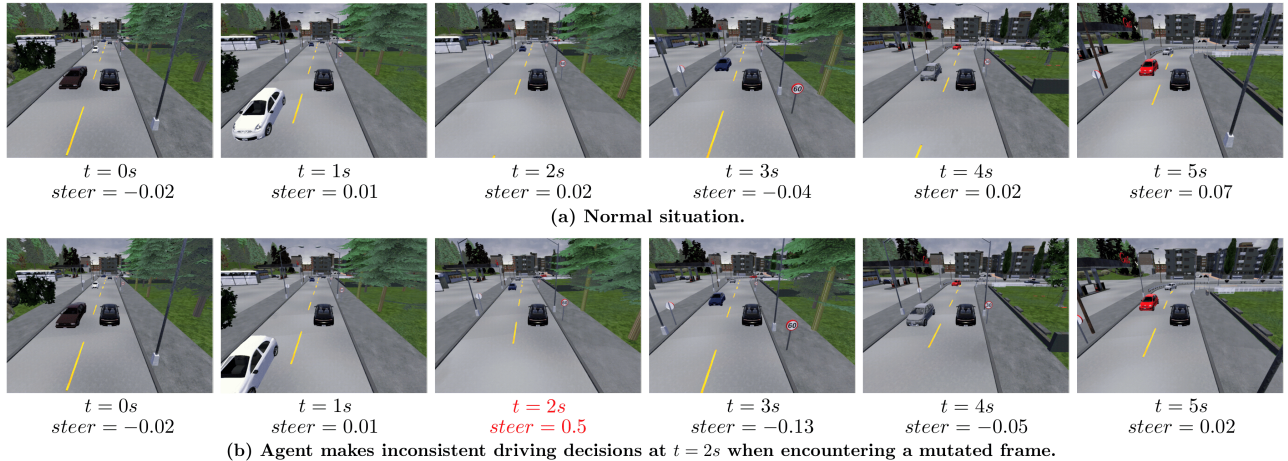 60
t = 0s t = 1s t = 2s t = 3s t = 4s t = 5s
steer = −0.02 steer = 0.01 steer = 0.02 steer = −0.04 steer = 0.02 steer = 0.07
(a) Normal situation.
60
t = 0s t = 1s t = 2s t = 3s t = 4s t = 5s
steer = −0.02 steer = 0.01 steer = 0.5 steer = −0.13 steer = −0.05 steer = 0.02
(b) Agent makes inconsistent driving decisions at t = 2s when encountering a mutated frame.